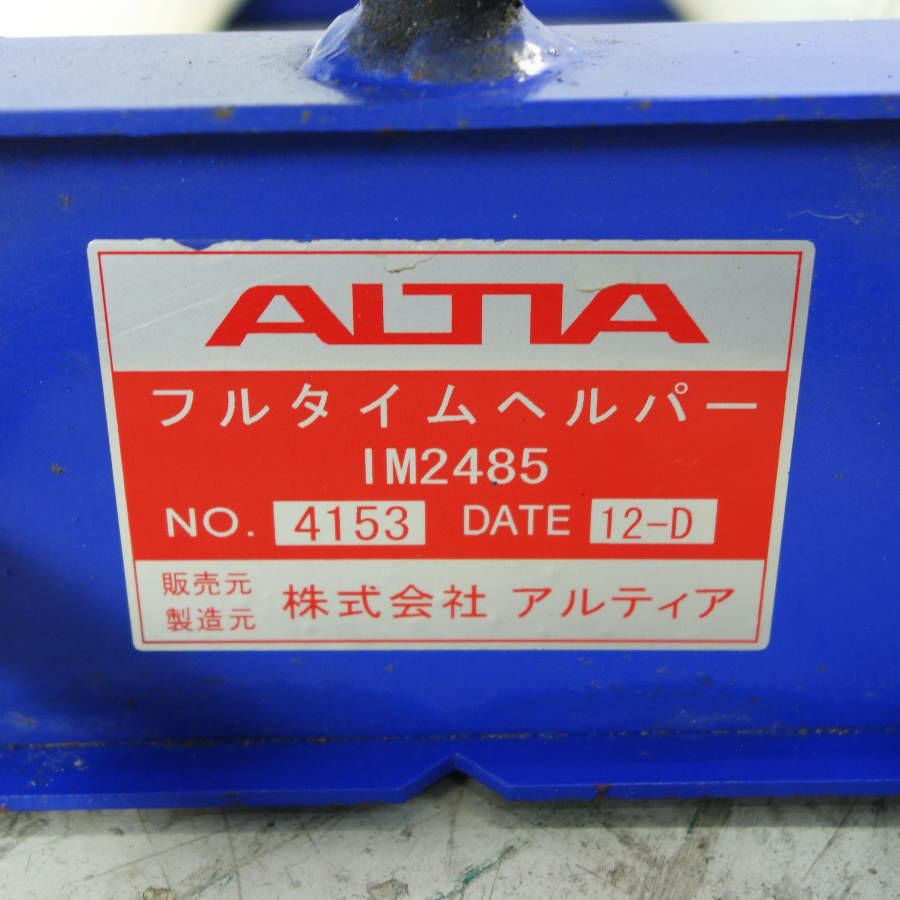 ALTIA
フルタイムヘルパー
IM2485
NO. 4153 DATE 12-D
販売元
製造元 株式会社 アルティア